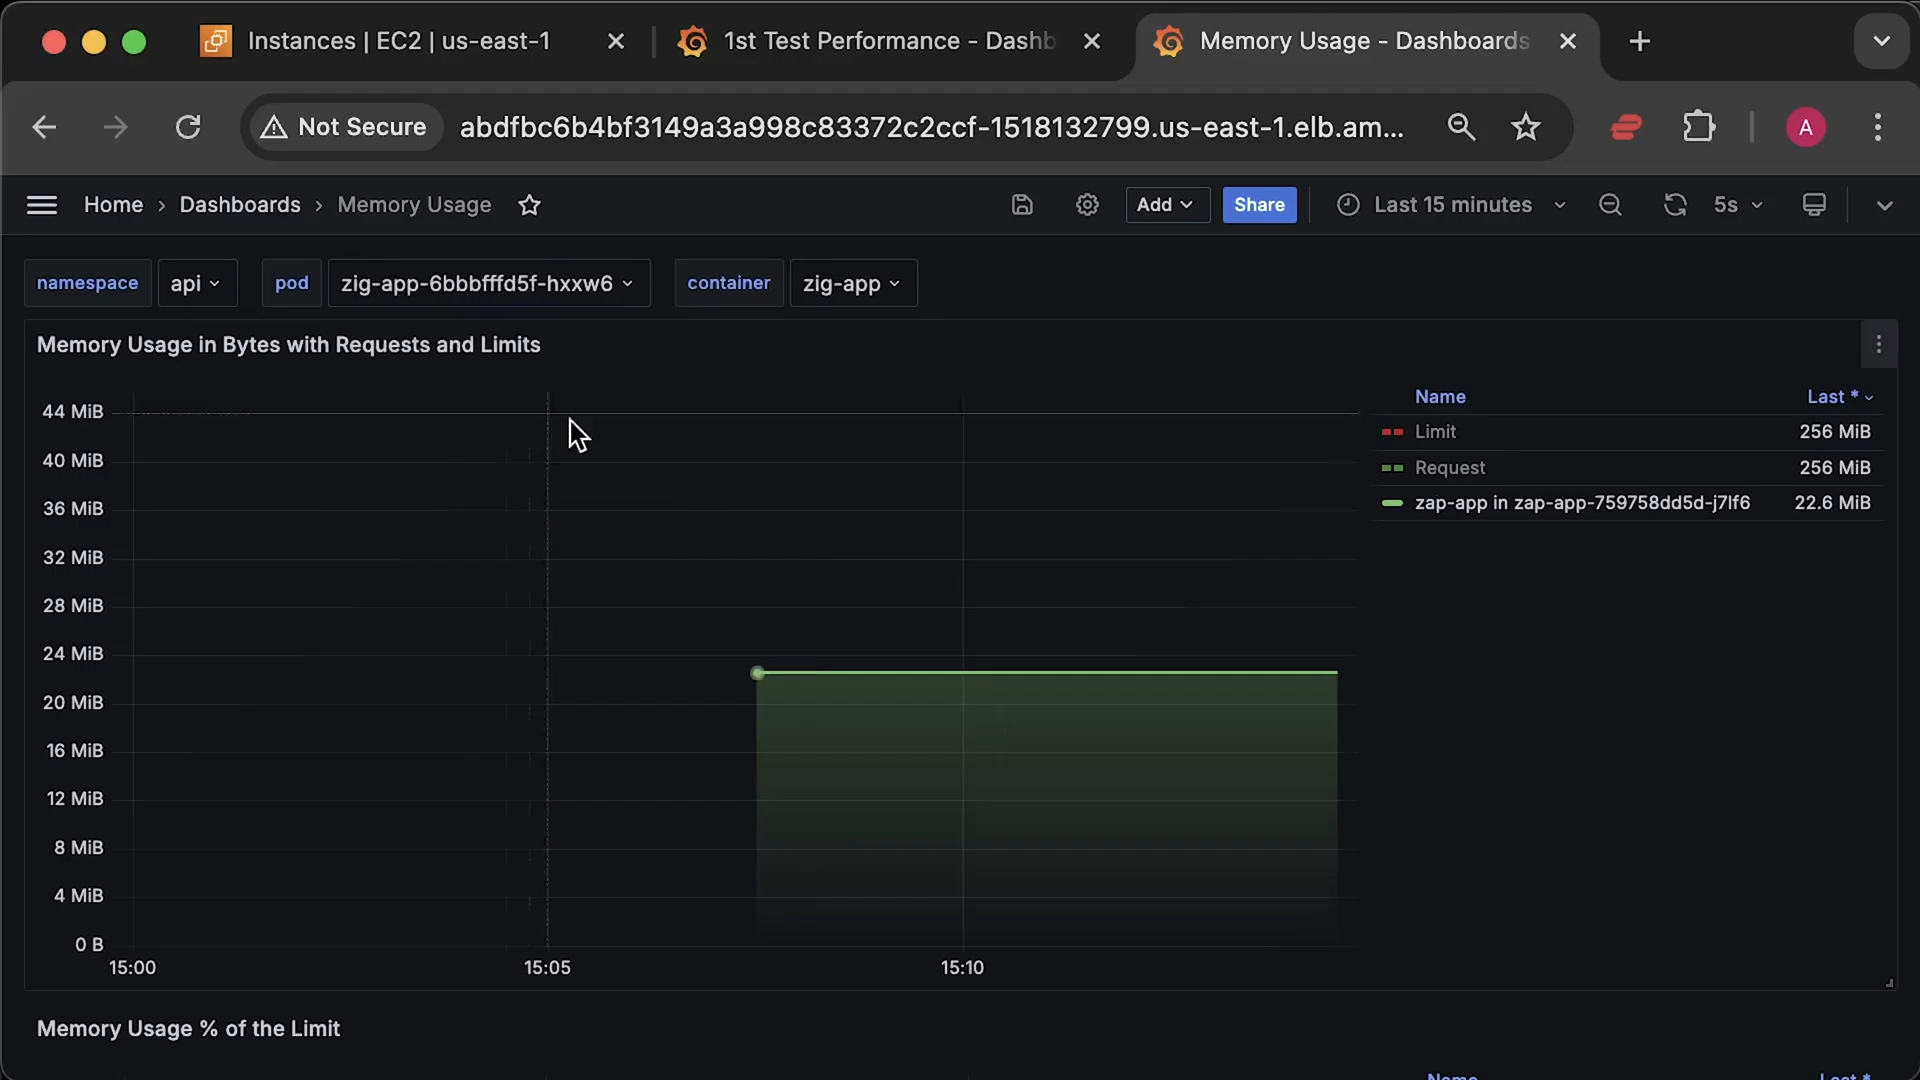 Instances | EC2 | us-east-1
1st Test Performance - Dashb
Memory Usage - Dashboards
Not Secure
abdfbc6b4bf3149a3a998c83372c2ccf-1518132799.us-east-1.elb.am...
A
Home › Dashboards › Memory Usage
Add
Share
Last 15 minutes
5s
namespace
api
pod
zig-app-6bbbfffd5f-hxxw6
container
zig-app
Memory Usage in Bytes with Requests and Limits
44 MiB
40 MiB
36 MiB
32 MiB
28 MiB
24 MiB
20 MiB
16 MiB
12 MiB
8 MiB
4 MiB
0 B
15:00
15:05
15:10
Name Last *
Limit 256 MiB
Request 256 MiB
zap-app in zap-app-759758dd5d-j7lf6 22.6 MiB
Memory Usage % of the Limit
Name Last *